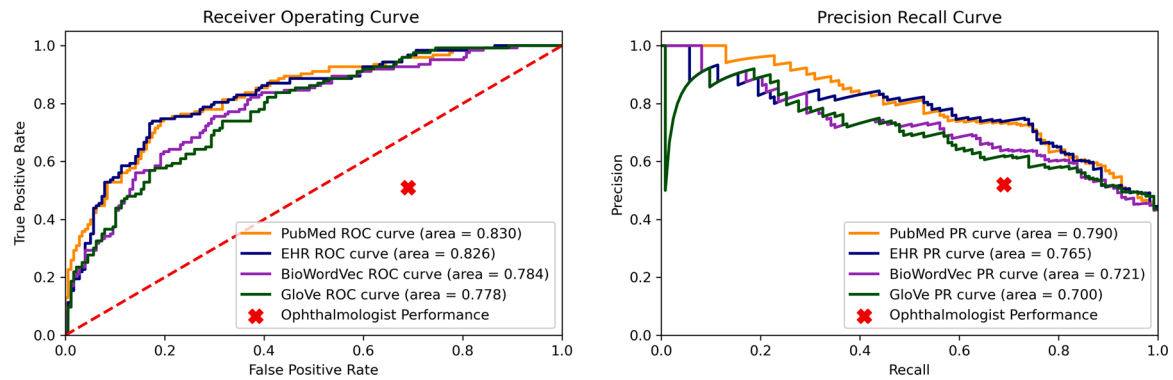 Receiver Operating Curve
1.0
0.8
0.6
0.4
0.2
0.0
True Positive Rate
PubMed ROC curve (area = 0.830)
EHR ROC curve (area = 0.826)
BioWordVec ROC curve (area = 0.784)
GloVe ROC curve (area = 0.778)
Ophthalmologist Performance
0.0 0.2 0.4 0.6 0.8 1.0
False Positive Rate
Precision Recall Curve
1.0
0.8
0.6
0.4
0.2
0.0
Precision
PubMed PR curve (area = 0.790)
EHR PR curve (area = 0.765)
BioWordVec PR curve (area = 0.721)
GloVe PR curve (area = 0.700)
Ophthalmologist Performance
0.0 0.2 0.4 0.6 0.8 1.0
Recall